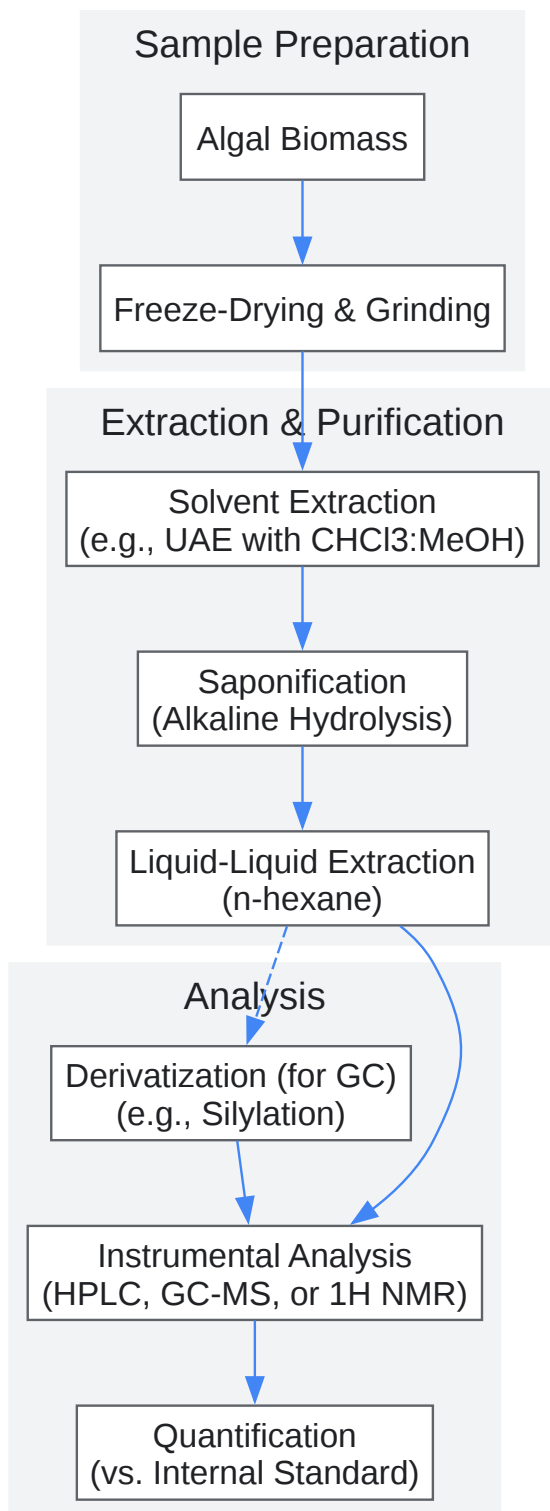 Sample Preparation
Algal Biomass
Freeze-Drying & Grinding
Extraction & Purification
Solvent Extraction
(e.g., UAE with CHCl3:MeOH)
Saponification
(Alkaline Hydrolysis)
Liquid-Liquid Extraction
(n-hexane)
Analysis
Derivatization (for GC)
(e.g., Silylation)
Instrumental Analysis
(HPLC, GC-MS, or 1H NMR)
Quantification
(vs. Internal Standard)